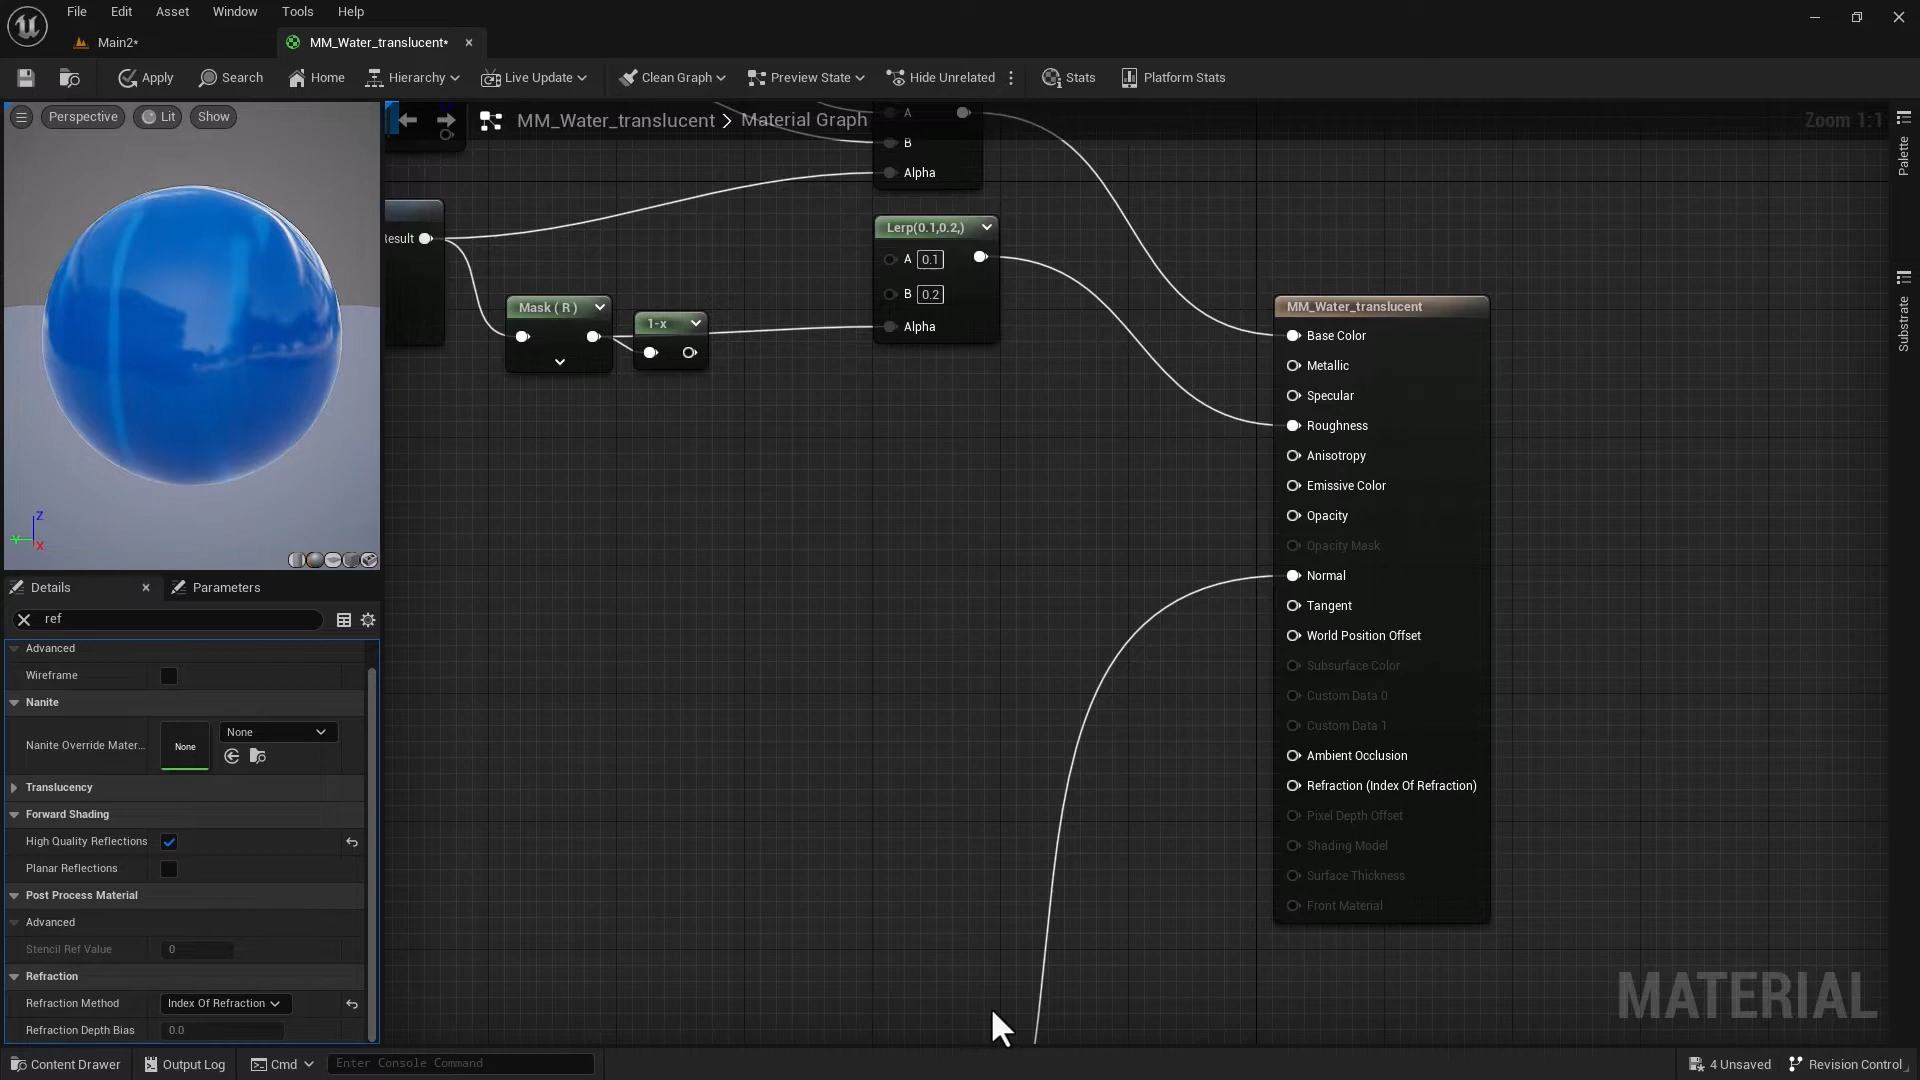 File Edit Asset Window Tools Help
Main2*
MM_Water_translucent*
Apply Search Home Hierarchy Live Update Clean Graph Preview State Hide Unrelated Stats Platform Stats
Perspective Lit Show
MM_Water_translucent > Material Graph
Zoom 1:1
Palette
Substrate
A
B
Alpha
Result
Lerp(0.1,0.2,)
A 0.1
B 0.2
Alpha
Mask ( R )
1-x
MM_Water_translucent
Base Color
Metallic
Specular
Roughness
Anisotropy
Emissive Color
Opacity
Opacity Mask
Normal
Tangent
World Position Offset
Subsurface Color
Custom Data 0
Custom Data 1
Ambient Occlusion
Refraction (Index Of Refraction)
Pixel Depth Offset
Shading Model
Surface Thickness
Front Material
MATERIAL
Z
Y
X
Details Parameters
ref
Advanced
Wireframe
Nanite
Nanite Override Mater...
None
None
Translucency
Forward Shading
High Quality Reflections
Planar Reflections
Post Process Material
Advanced
Stencil Ref Value 0
Refraction
Refraction Method Index Of Refraction
Refraction Depth Bias 0.0
Content Drawer Output Log Cmd Enter Console Command 4 Unsaved Revision Control